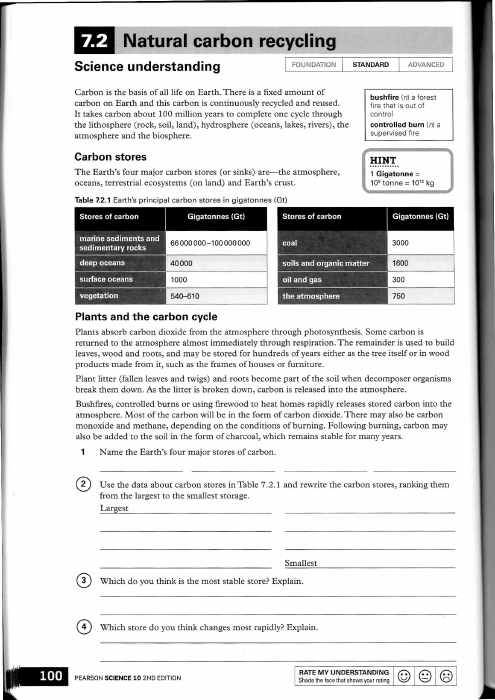 7.2 Natural carbon recycling
Science understanding
FOUNDATION STANDARD ADVANCED
Carbon is the basis of all life on Earth. There is a fixed amount of
carbon on Earth and this carbon is continuously recycled and reused.
It takes carbon about 100 million years to complete one cycle through
the lithosphere (rock, soil, land), hydrosphere (oceans, lakes, rivers), the
atmosphere and the biosphere.
bushfire (n) a forest
fire that is out of
control
controlled burn (n) a
supervised fire
Carbon stores
The Earth's four major carbon stores (or sinks) are—the atmosphere,
oceans, terrestrial ecosystems (on land) and Earth's crust.
HINT
1 Gigatonne =
10⁹ tonne = 10¹² kg
Table 7.2.1 Earth's principal carbon stores in gigatonnes (Gt)
Stores of carbon Gigatonnes (Gt) Stores of carbon Gigatonnes (Gt)
marine sediments and
sedimentary rocks 66 000 000–100 000 000 coal 3000
deep oceans 40 000 soils and organic matter 1600
surface oceans 1000 oil and gas 300
vegetation 540–610 the atmosphere 750
Plants and the carbon cycle
Plants absorb carbon dioxide from the atmosphere through photosynthesis. Some carbon is
returned to the atmosphere almost immediately through respiration. The remainder is used to build
leaves, wood and roots, and may be stored for hundreds of years either as the tree itself or in wood
products made from it, such as the frames of houses or furniture.
Plant litter (fallen leaves and twigs) and roots become part of the soil when decomposer organisms
break them down. As the litter is broken down, carbon is released into the atmosphere.
Bushfires, controlled burns or using firewood to heat homes rapidly releases stored carbon into the
atmosphere. Most of the carbon will be in the form of carbon dioxide. There may also be carbon
monoxide and methane, depending on the conditions of burning. Following burning, carbon may
also be added to the soil in the form of charcoal, which remains stable for many years.
1 Name the Earth's four major stores of carbon.
2 Use the data about carbon stores in Table 7.2.1 and rewrite the carbon stores, ranking them
from the largest to the smallest storage.
Largest
Smallest
3 Which do you think is the most stable store? Explain.
4 Which store do you think changes most rapidly? Explain.
100 PEARSON SCIENCE 10 2ND EDITION
RATE MY UNDERSTANDING
Shade the face that shows your rating